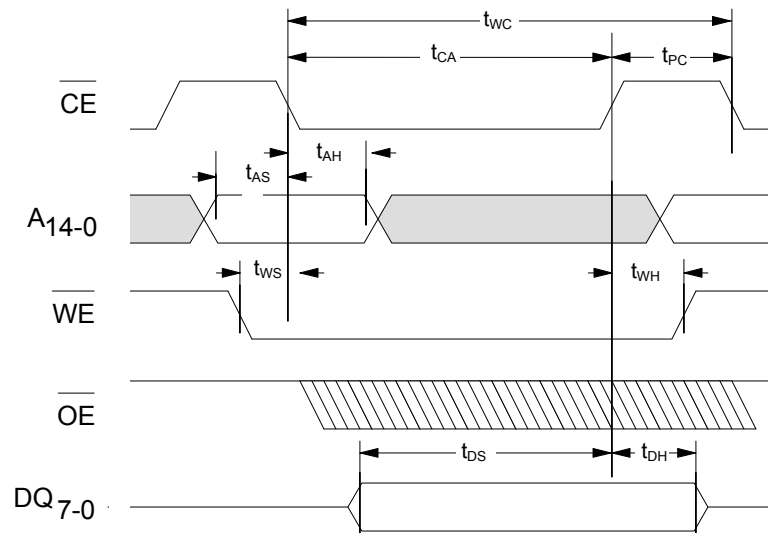 tWC
tCA
tPC
CE
tAH
tAS
A14-0
tWS
tWH
WE
OE
tDS
tDH
DQ7-0